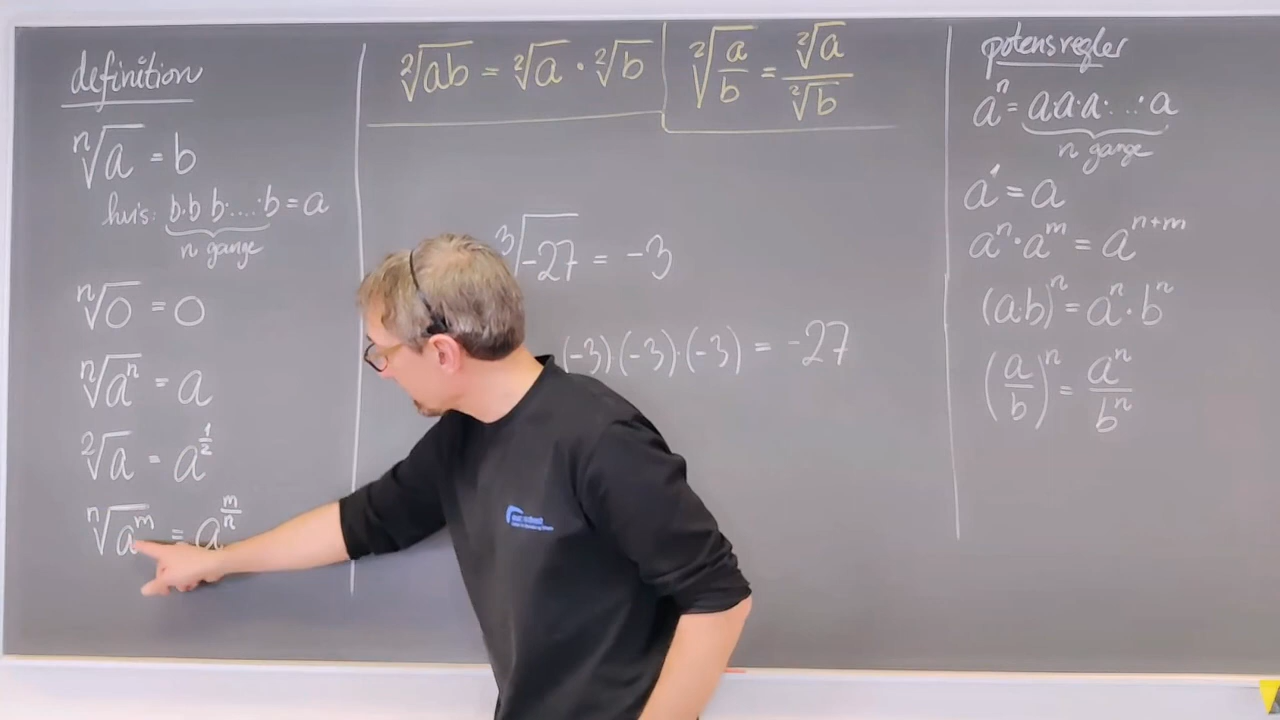 definition
ⁿ√a = b
hvis: b·b b·....·b = a
n gange
ⁿ√0 = 0
ⁿ√aⁿ = a
²√a = a^(1/2)
ⁿ√a^m = a^(m/n)
²√ab = ²√a · ²√b
²√(a/b) = ²√a / ²√b
³√-27 = -3
(-3)·(-3)·(-3) = -27
potensregler
aⁿ = a·a·a·...·a
n gange
a¹ = a
aⁿ · a^m = a^(n+m)
(a·b)ⁿ = aⁿ · bⁿ
(a/b)ⁿ = aⁿ/bⁿ